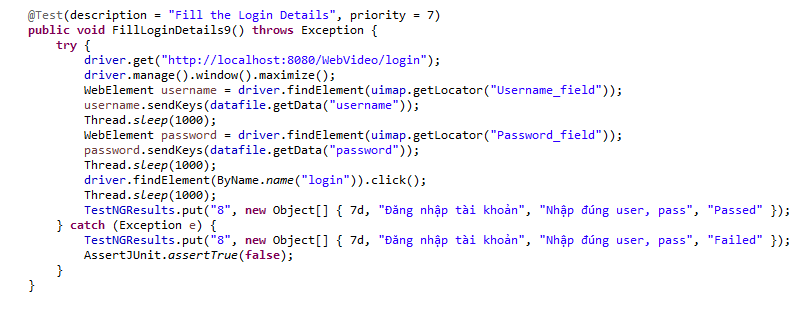 @Test(description = "Fill the Login Details", priority = 7)
public void FillLoginDetails9() throws Exception {
try {
driver.get("http://localhost:8080/WebVideo/login");
driver.manage().window().maximize();
WebElement username = driver.findElement(uimap.getLocator("Username_field"));
username.sendKeys(datafile.getData("username"));
Thread.sleep(1000);
WebElement password = driver.findElement(uimap.getLocator("Password_field"));
password.sendKeys(datafile.getData("password"));
Thread.sleep(1000);
driver.findElement(ByName.name("login")).click();
Thread.sleep(1000);
TestNGResults.put("8", new Object[] { 7d, "Đăng nhập tài khoản", "Nhập đúng user, pass", "Passed" });
} catch (Exception e) {
TestNGResults.put("8", new Object[] { 7d, "Đăng nhập tài khoản", "Nhập đúng user, pass", "Failed" });
AssertJUnit.assertTrue(false);
}
}